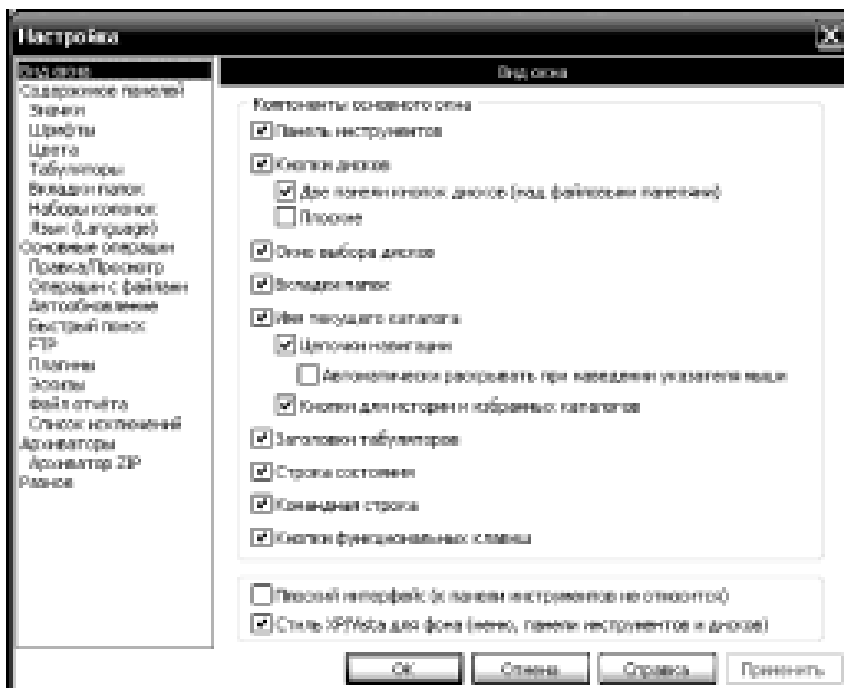 Настройка
Вид окна
Содержимое панелей
Значки
Шрифты
Цвета
Табуляторы
Вкладки папок
Наборы колонок
Язык (Language)
Основные операции
Правка/Просмотр
Операции с файлами
Автообновление
Быстрый поиск
FTP
Плагины
Эскизы
Файл отчёта
Список исключений
Архиваторы
Архиватор ZIP
Разное
Вид окна
Компоненты основного окна
Панель инструментов
Кнопки дисков
Две панели кнопок дисков (над файловыми панелями)
Плоские
Окно выбора дисков
Вкладки папок
Имя текущего каталога
Цепочки навигации
Автоматически раскрывать при наведении указателя мыши
Кнопки для истории и избранных каталогов
Заголовки табуляторов
Строка состояния
Командная строка
Кнопки функциональных клавиш
Плоский интерфейс (к панели инструментов не относится)
Стиль XP/Vista для фона (меню, панели инструментов и дисков)
OK
Отмена
Справка
Применить